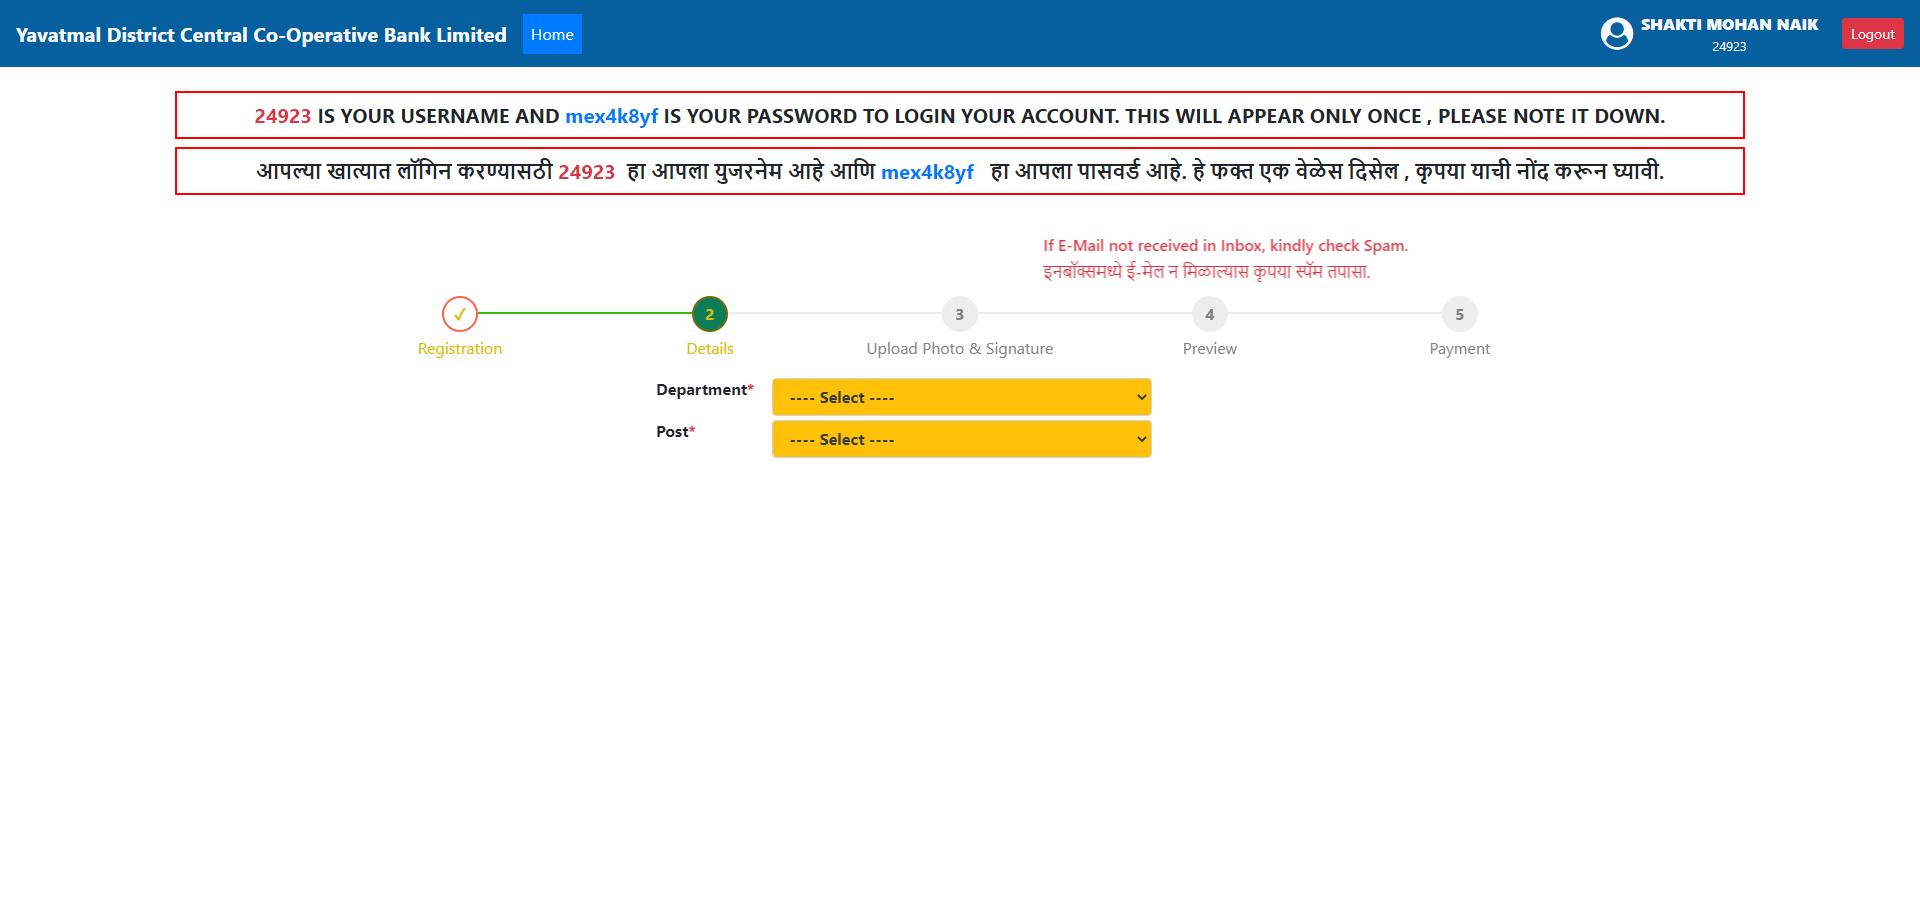 Yavatmal District Central Co-Operative Bank Limited Home SHAKTI MOHAN NAIK Logout
24923
24923 IS YOUR USERNAME AND mex4k8yf IS YOUR PASSWORD TO LOGIN YOUR ACCOUNT. THIS WILL APPEAR ONLY ONCE , PLEASE NOTE IT DOWN.
आपल्या खात्यात लॉगिन करण्यासठी 24923 हा आपला युजरनेम आहे आणि mex4k8yf हा आपला पासवर्ड आहे. हे फक्त एक वेळेस दिसेल , कृपया याची नोंद करून घ्यावी.
If E-Mail not received in Inbox, kindly check Spam.
इनबॉक्समध्ये ई-मेल न मिळाल्यास कृपया स्पॅम तपासा.
✓ 2 3 4 5
Registration Details Upload Photo & Signature Preview Payment
Department* ---- Select ----
Post* ---- Select ----